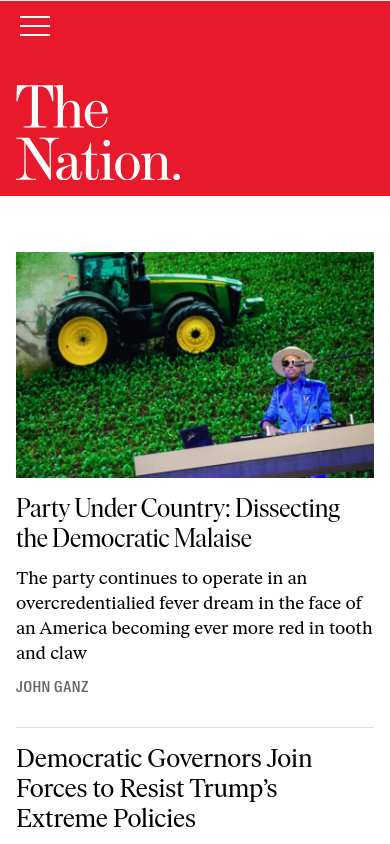 The
Nation.
Party Under Country: Dissecting
the Democratic Malaise
The party continues to operate in an
overcredentialied fever dream in the face of
an America becoming ever more red in tooth
and claw
JOHN GANZ
Democratic Governors Join
Forces to Resist Trump’s
Extreme Policies